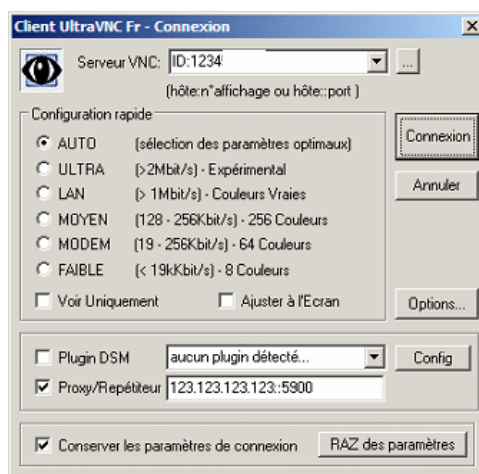 Client UltraVNC Fr - Connexion
Serveur VNC: ID:1234 ...
(hôte:n°affichage ou hôte::port )
Configuration rapide
AUTO (sélection des paramètres optimaux)
Connexion
ULTRA (>2Mbit/s) - Expérimental
LAN (> 1Mbit/s) - Couleurs Vraies
Annuler
MOYEN (128 - 256Kbit/s) - 256 Couleurs
MODEM (19 - 256Kbit/s) - 64 Couleurs
FAIBLE (< 19kKbit/s) - 8 Couleurs
Voir Uniquement Ajuster à l'Ecran Options...
Plugin DSM aucun plugin détecté... Config
Proxy/Repétiteur 123.123.123.123::5900
Conserver les paramètres de connexion RAZ des paramètres